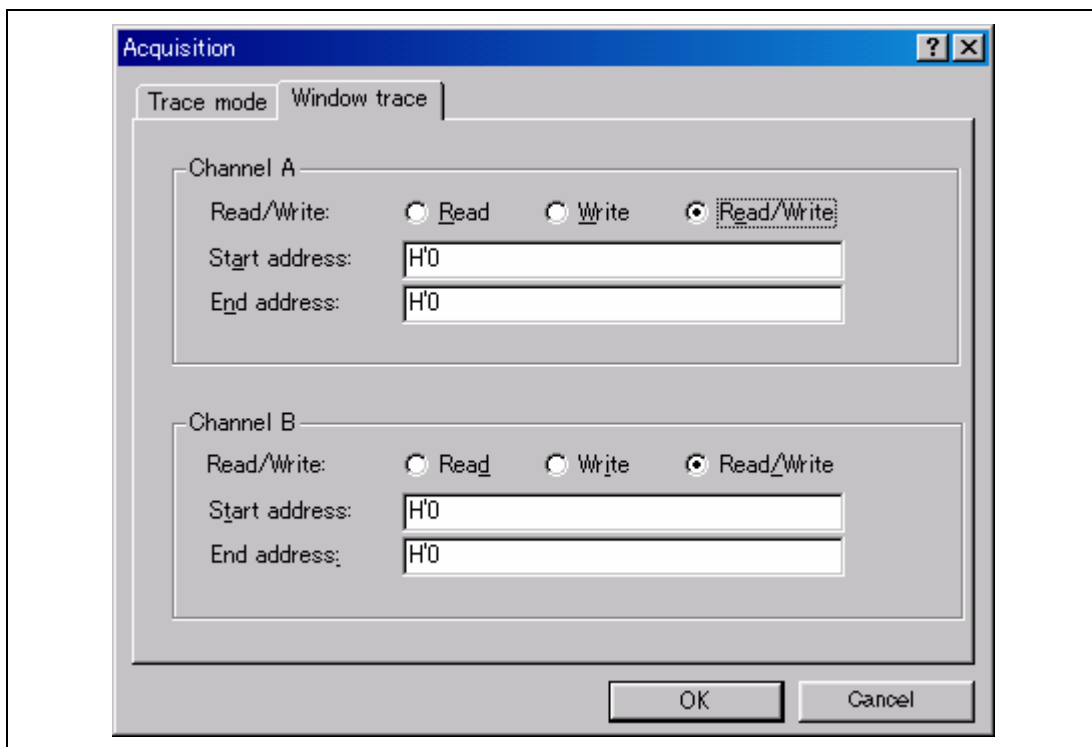 Acquisition
Trace mode Window trace
Channel A
Read/Write: Read Write Read/Write
Start address: H'0
End address: H'0
Channel B
Read/Write: Read Write Read/Write
Start address: H'0
End address: H'0
OK Cancel